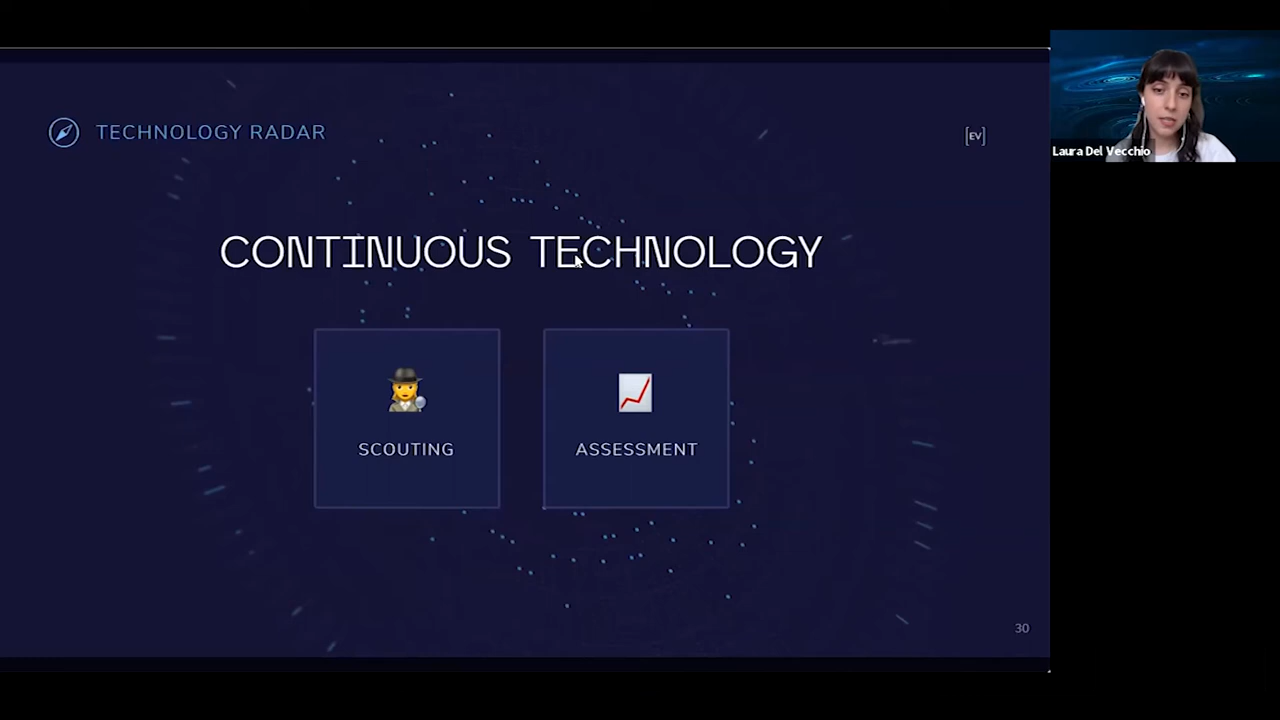 TECHNOLOGY RADAR
[EV]
CONTINUOUS TECHNOLOGY
SCOUTING
ASSESSMENT
30
Laura Del Vecchio